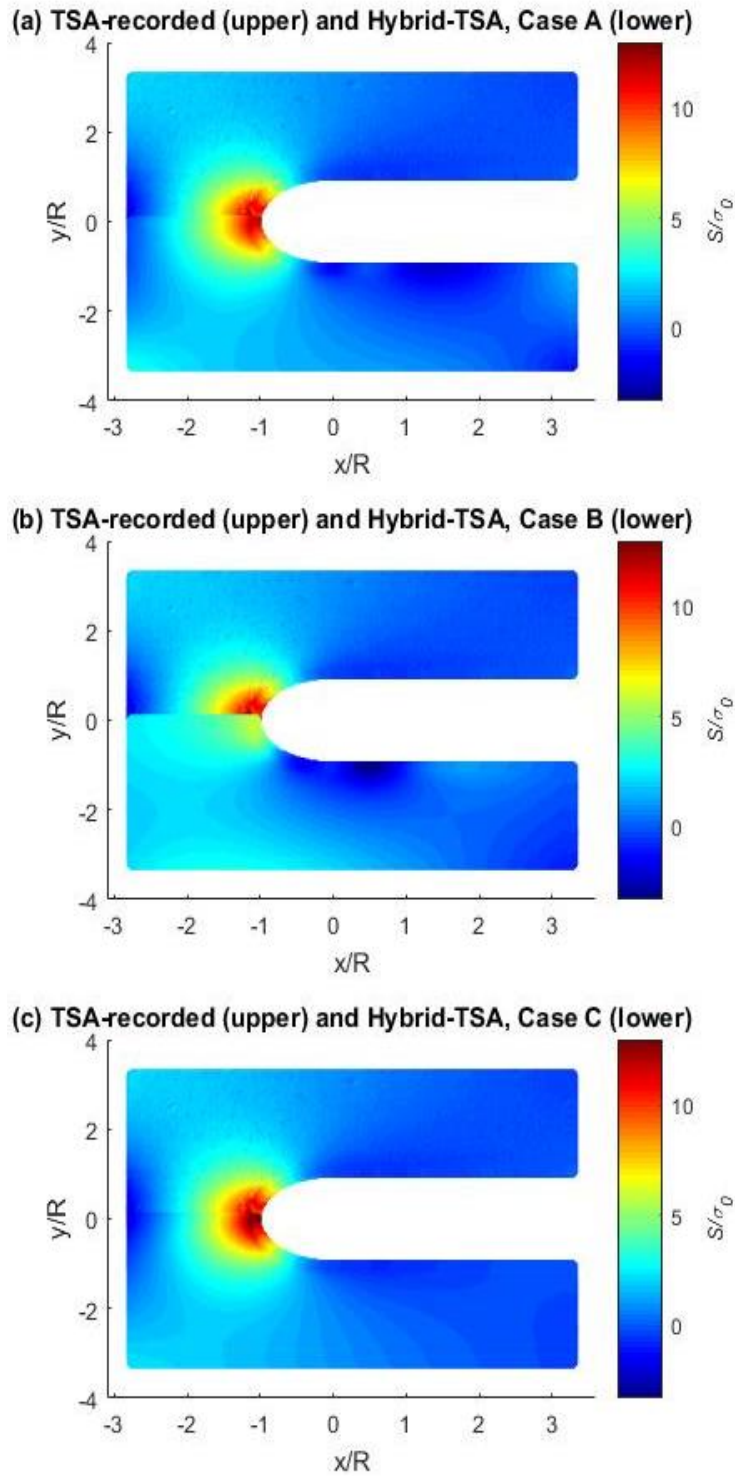 (a) TSA-recorded (upper) and Hybrid-TSA, Case A (lower)
4
2
0
-2
-4
y/R
-3 -2 -1 0 1 2 3
x/R
10
5
0
S/σ0
(b) TSA-recorded (upper) and Hybrid-TSA, Case B (lower)
4
2
0
-2
-4
y/R
-3 -2 -1 0 1 2 3
x/R
10
5
0
S/σ0
(c) TSA-recorded (upper) and Hybrid-TSA, Case C (lower)
4
2
0
-2
-4
y/R
-3 -2 -1 0 1 2 3
x/R
10
5
0
S/σ0